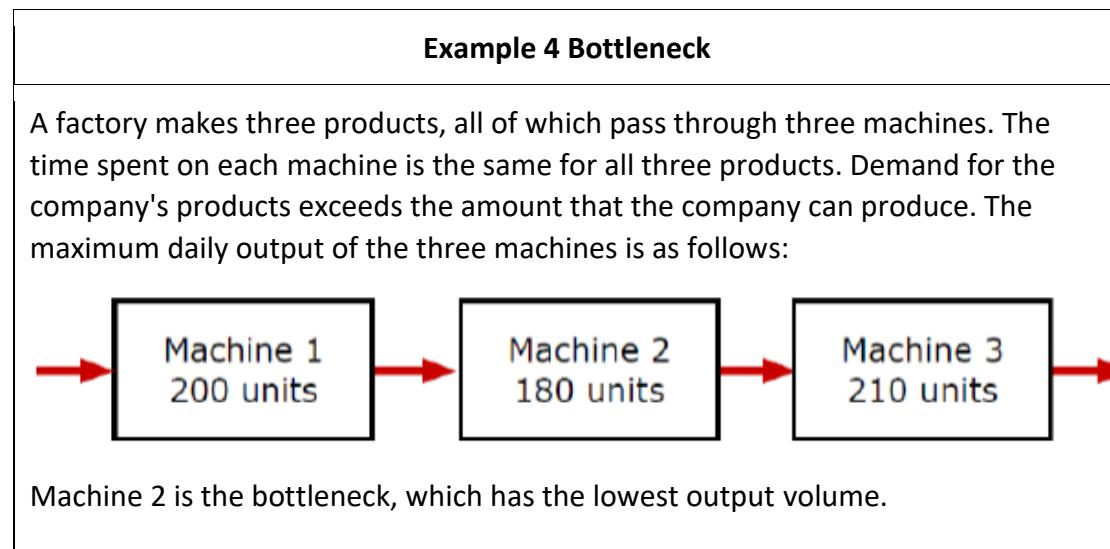 Example 4 Bottleneck
A factory makes three products, all of which pass through three machines. The
time spent on each machine is the same for all three products. Demand for the
company's products exceeds the amount that the company can produce. The
maximum daily output of the three machines is as follows:
Machine 1
200 units
Machine 2
180 units
Machine 3
210 units
Machine 2 is the bottleneck, which has the lowest output volume.